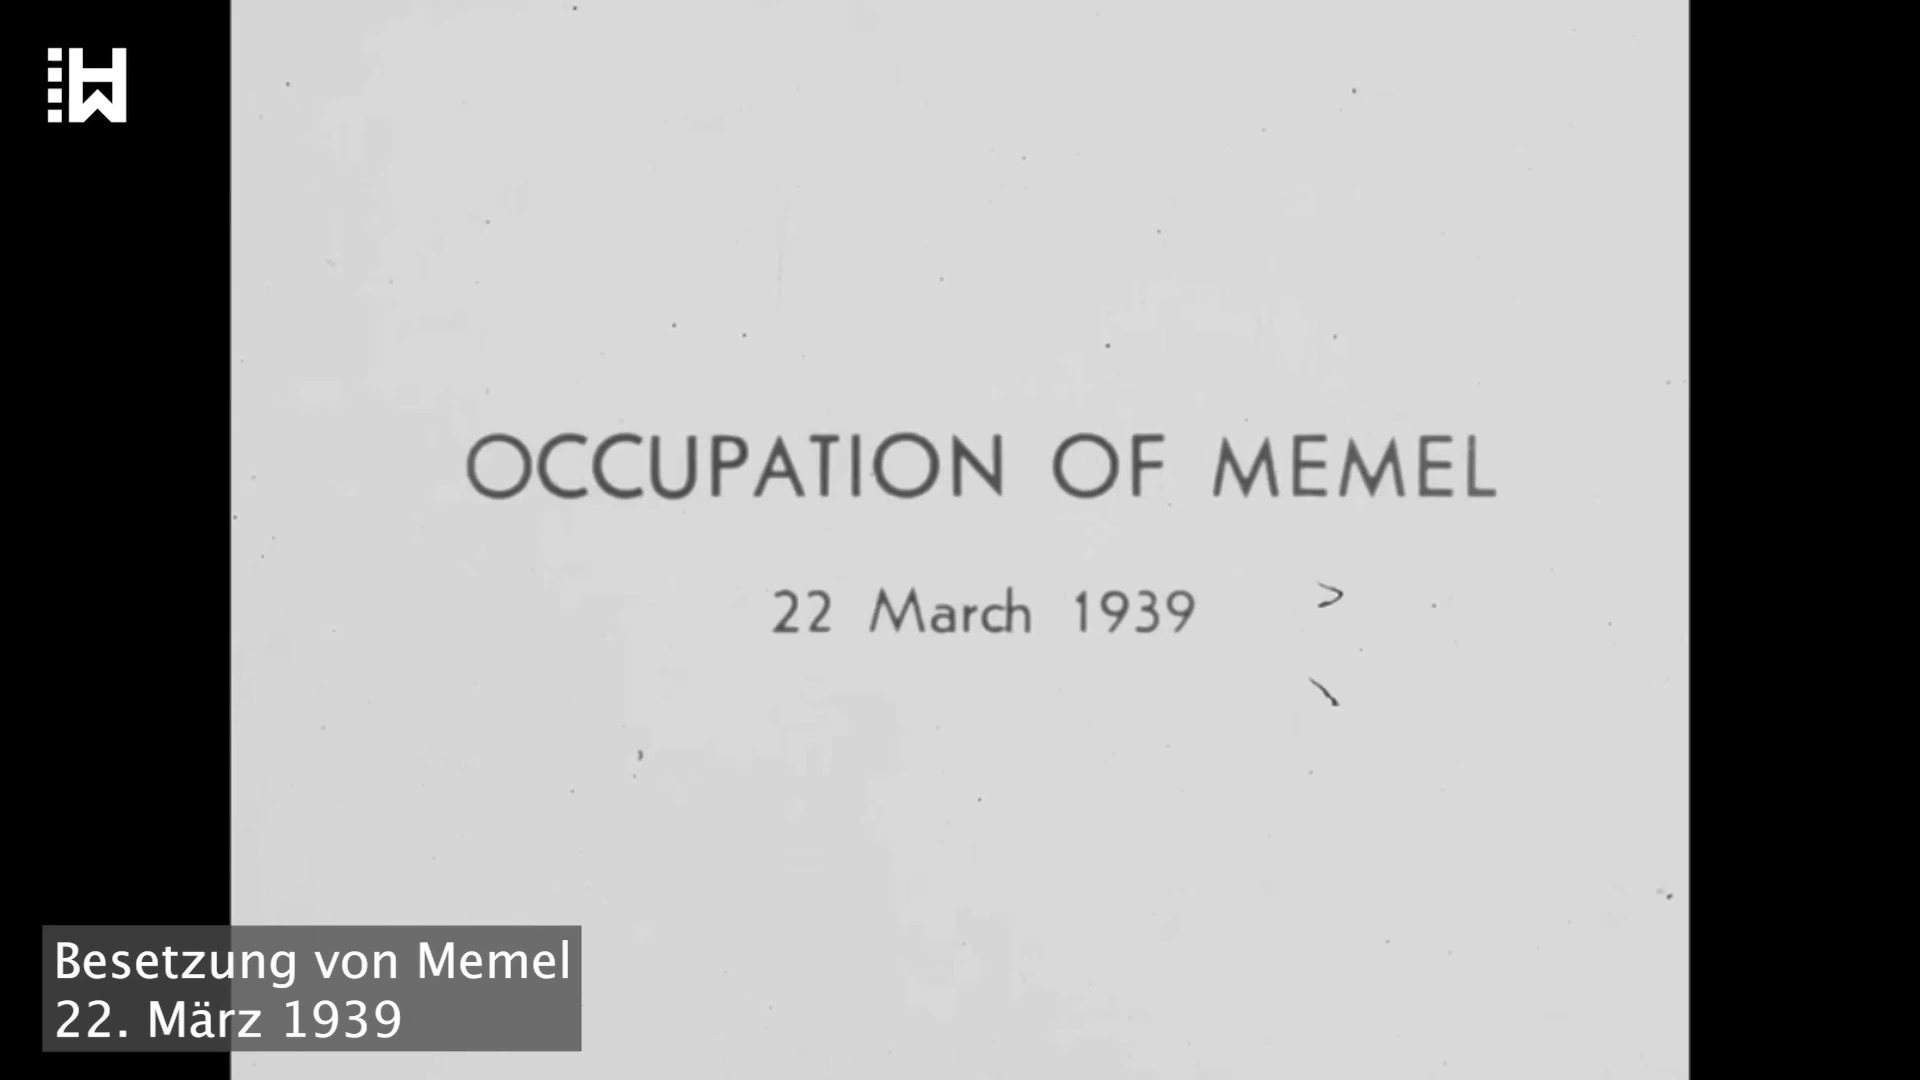 OCCUPATION OF MEMEL
22 March 1939
Besetzung von Memel
22. März 1939